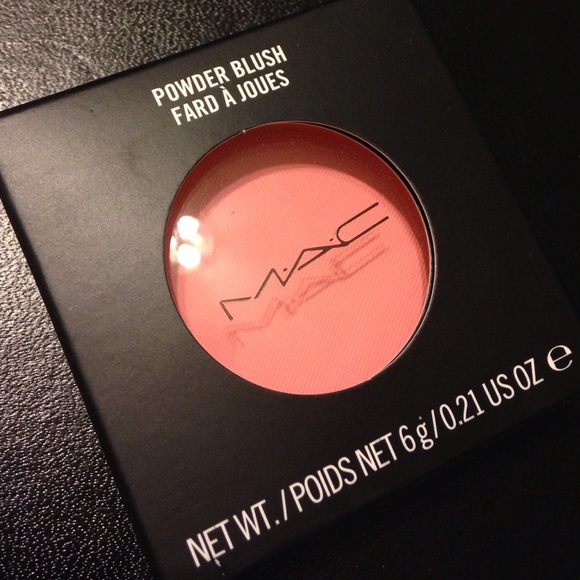 POWDER BLUSH
FARD À JOUES
M·A·C
NET WT./POIDS NET 6 g/0.21 US OZ ℮